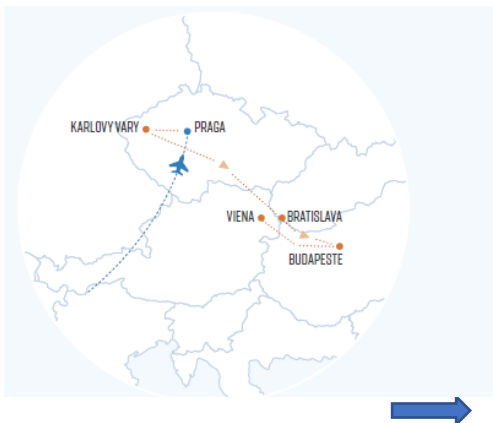 KARLOVY VARY
PRAGA
VIENA
BRATISLAVA
BUDAPESTE